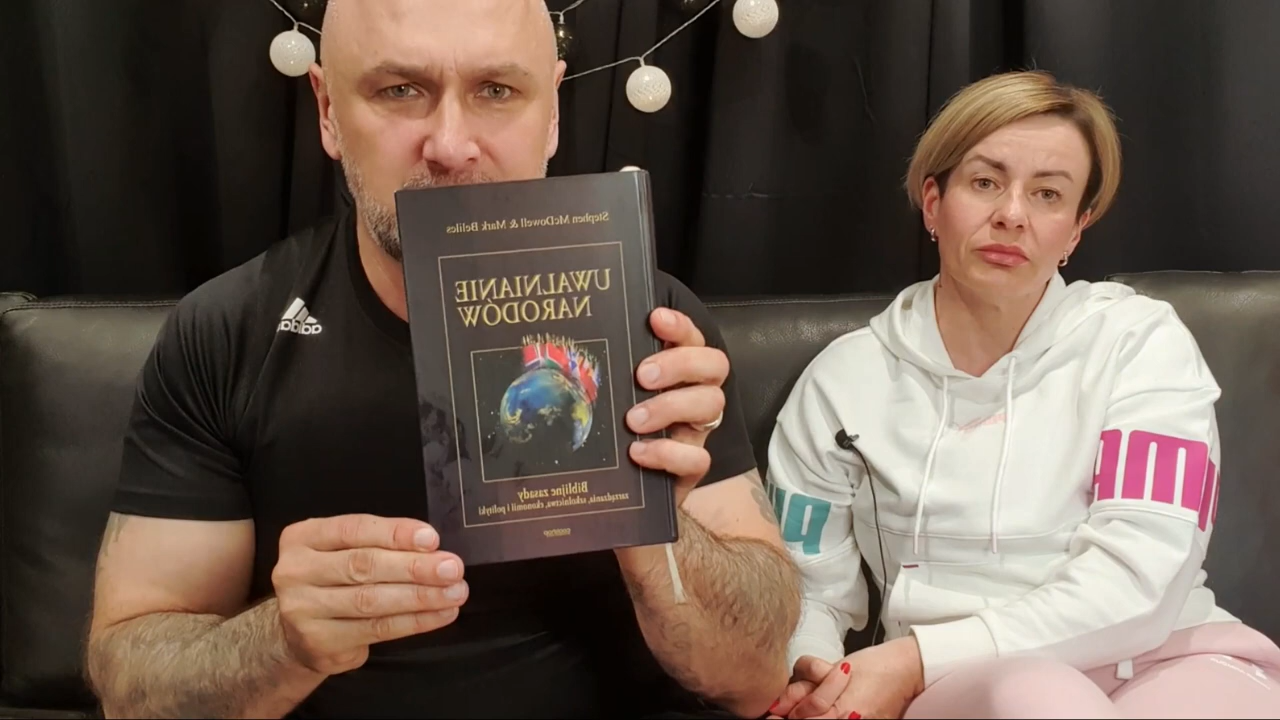 Stephen McDowell & Mark Beliles
UWALNIANIE
NARODÓW
Biblijne zasady
zarządzania, szkolnictwa, ekonomii i polityki
adidas